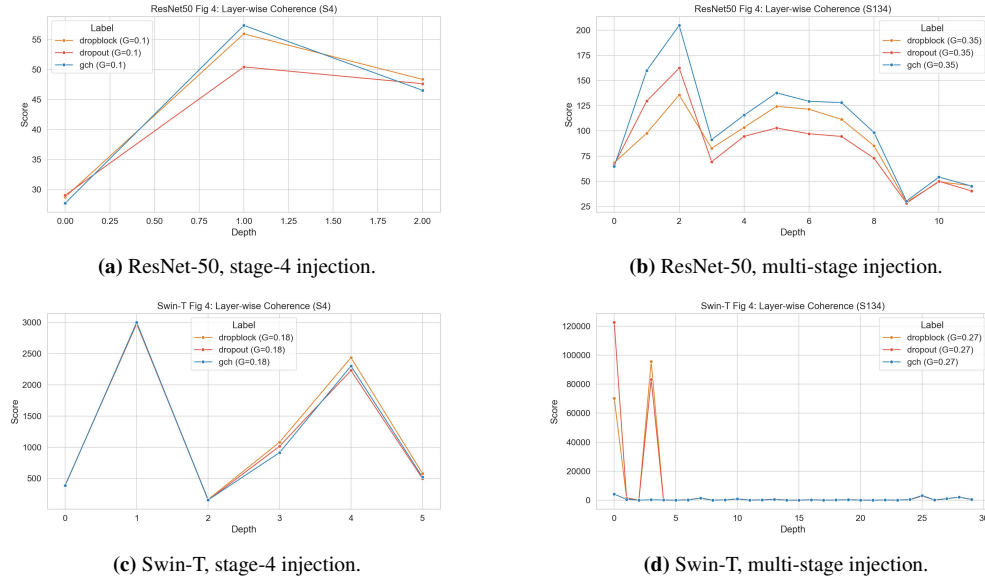 ResNet50 Fig 4: Layer-wise Coherence (S4)
Label
dropblock (G=0.1)
dropout (G=0.1)
gch (G=0.1)
Score
55
50
45
40
35
30
0.00 0.25 0.50 0.75 1.00 1.25 1.50 1.75 2.00
Depth
(a) ResNet-50, stage-4 injection.
ResNet50 Fig 4: Layer-wise Coherence (S134)
Label
dropblock (G=0.35)
dropout (G=0.35)
gch (G=0.35)
Score
200
175
150
125
100
75
50
25
0 2 4 6 8 10
Depth
(b) ResNet-50, multi-stage injection.
Swin-T Fig 4: Layer-wise Coherence (S4)
Label
dropblock (G=0.18)
dropout (G=0.18)
gch (G=0.18)
Score
3000
2500
2000
1500
1000
500
0 1 2 3 4 5
Depth
(c) Swin-T, stage-4 injection.
Swin-T Fig 4: Layer-wise Coherence (S134)
Label
dropblock (G=0.27)
dropout (G=0.27)
gch (G=0.27)
Score
120000
100000
80000
60000
40000
20000
0
0 5 10 15 20 25 30
Depth
(d) Swin-T, multi-stage injection.